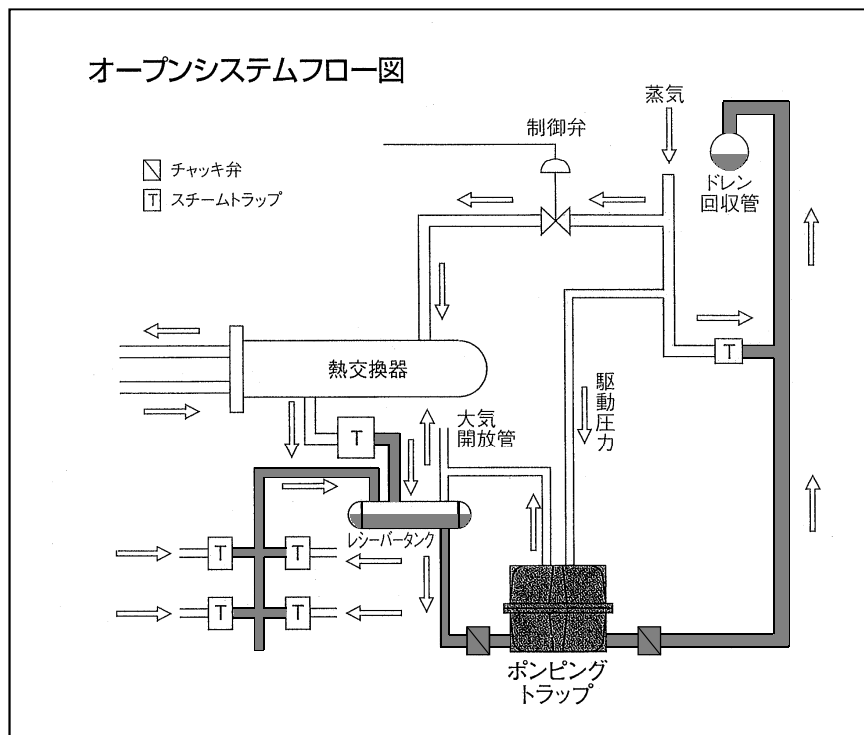 オープンシステムフロー図
チャッキ弁
T スチームトラップ
制御弁
蒸気
ドレン
回収管
T
熱交換器
駆動圧力
大気
開放管
T
レシーバータンク
T
T
T
T
ポンピング
トラップ